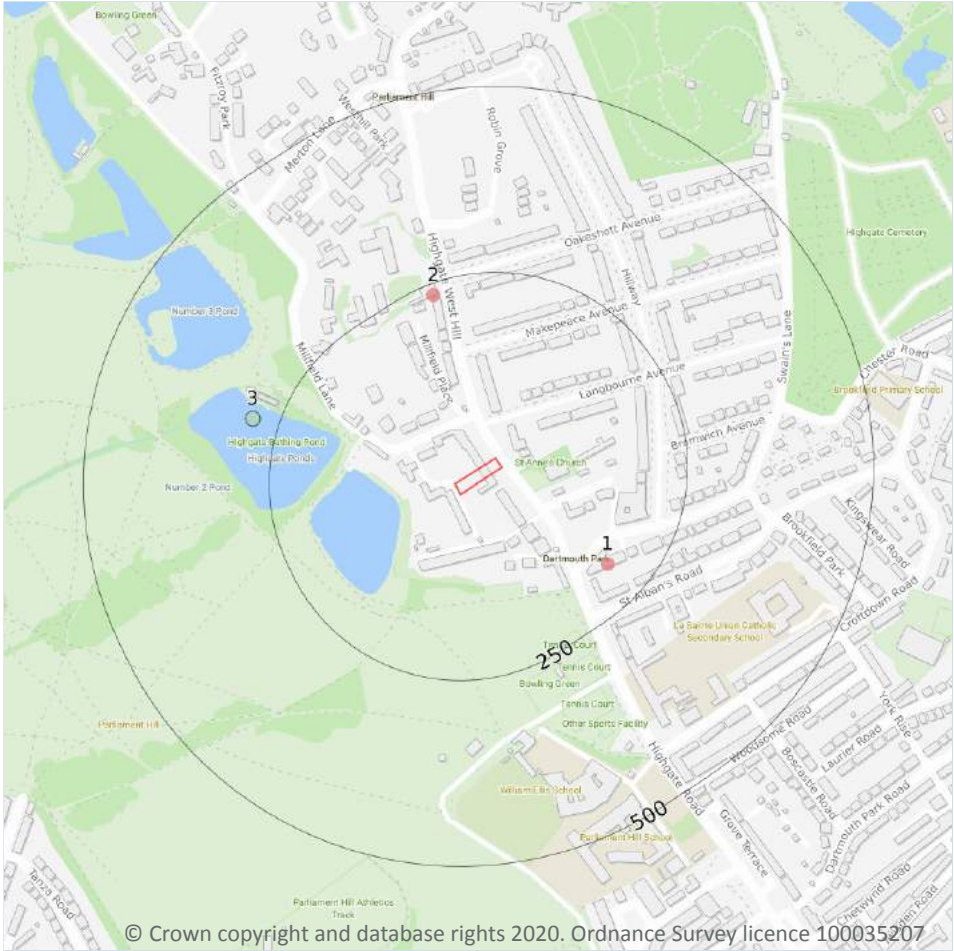 Bowling Green
Fitzroy Park
Merton Lane
Westhill Park
Parliament Hill
Robin Grove
Oakeshott Avenue
Highgate Cemetery
Highgate West Hill
2
Hillway
Number 3 Pond
Makepeace Avenue
Swain's Lane
Millfield Lane
Millfield Place
Chester Road
Langbourne Avenue
Brookfield Primary School
3
Bramwich Avenue
Highgate Bathing Pond
Highgate Ponds
St Anne's Church
Number 2 Pond
Kingswear Road
Brookfield Park
1
Dartmouth Park
St Alban's Road
Croftdown Road
La Sainte Union Catholic
Secondary School
Tennis Court
250
Tennis Court
Bowling Green
Tennis Court
Other Sports Facility
York Rise
Parliament Hill
Woodsome Road
Laurier Road
Highgate Road
Boscastle Road
William Ellis School
Dartmouth Park Road
500
Parliament Hill School
Grove Terrace
Tanza Road
Chetwynd Road
Parliament Hill Athletics
Track
© Crown copyright and database rights 2020. Ordnance Survey licence 100035207